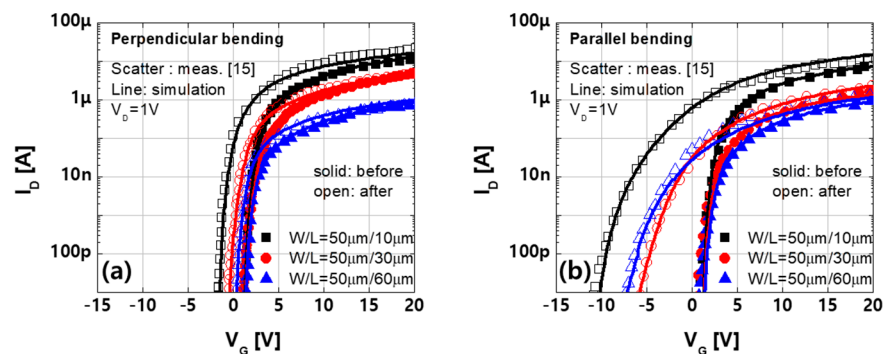 100μ
Perpendicular bending
Scatter : meas. [15]
Line: simulation
V_D=1V
1μ
I_D [A]
10n
solid: before
open: after
100p
W/L=50μm/10μm
W/L=50μm/30μm
W/L=50μm/60μm
(a)
-15 -10 -5 0 5 10 15 20
V_G [V]
100μ
Parallel bending
Scatter : meas. [15]
Line: simulation
V_D=1V
1μ
I_D [A]
10n
solid: before
open: after
100p
W/L=50μm/10μm
W/L=50μm/30μm
W/L=50μm/60μm
(b)
-15 -10 -5 0 5 10 15 20
V_G [V]